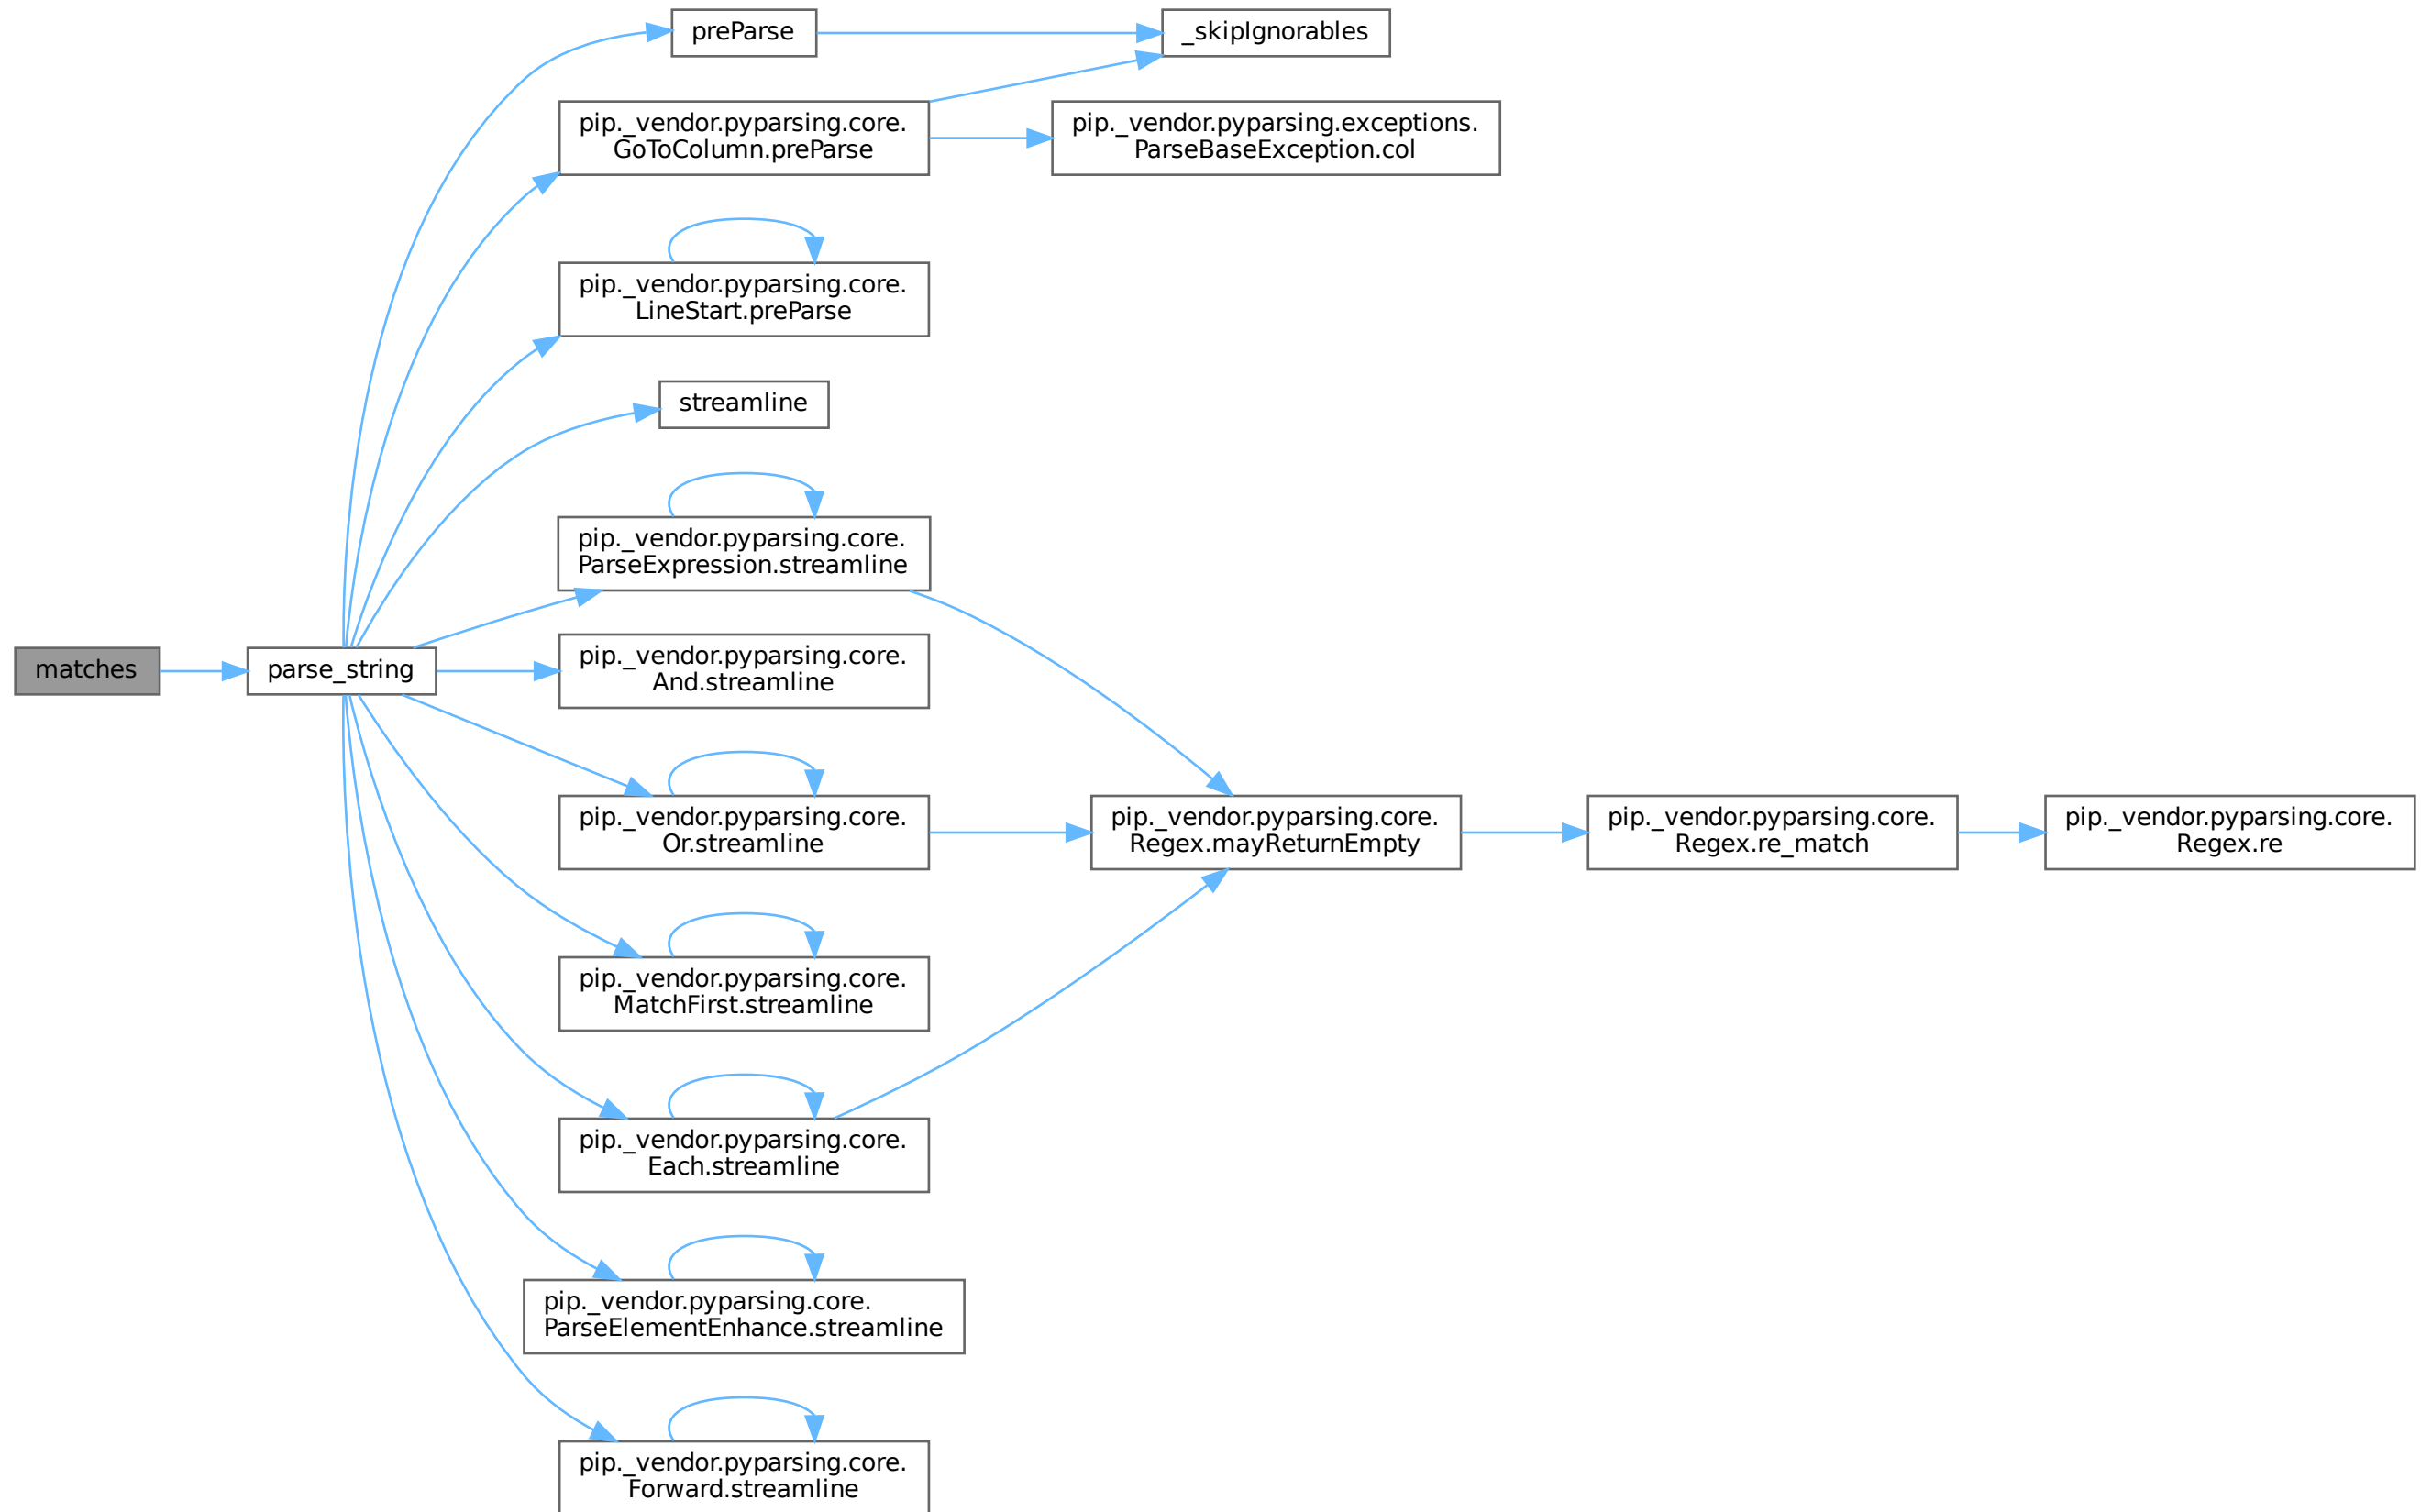 preParse
_skipIgnorables
pip._vendor.pyparsing.core.
GoToColumn.preParse
pip._vendor.pyparsing.exceptions.
ParseBaseException.col
pip._vendor.pyparsing.core.
LineStart.preParse
streamline
pip._vendor.pyparsing.core.
ParseExpression.streamline
matches
parse_string
pip._vendor.pyparsing.core.
And.streamline
pip._vendor.pyparsing.core.
Or.streamline
pip._vendor.pyparsing.core.
Regex.mayReturnEmpty
pip._vendor.pyparsing.core.
Regex.re_match
pip._vendor.pyparsing.core.
Regex.re
pip._vendor.pyparsing.core.
MatchFirst.streamline
pip._vendor.pyparsing.core.
Each.streamline
pip._vendor.pyparsing.core.
ParseElementEnhance.streamline
pip._vendor.pyparsing.core.
Forward.streamline